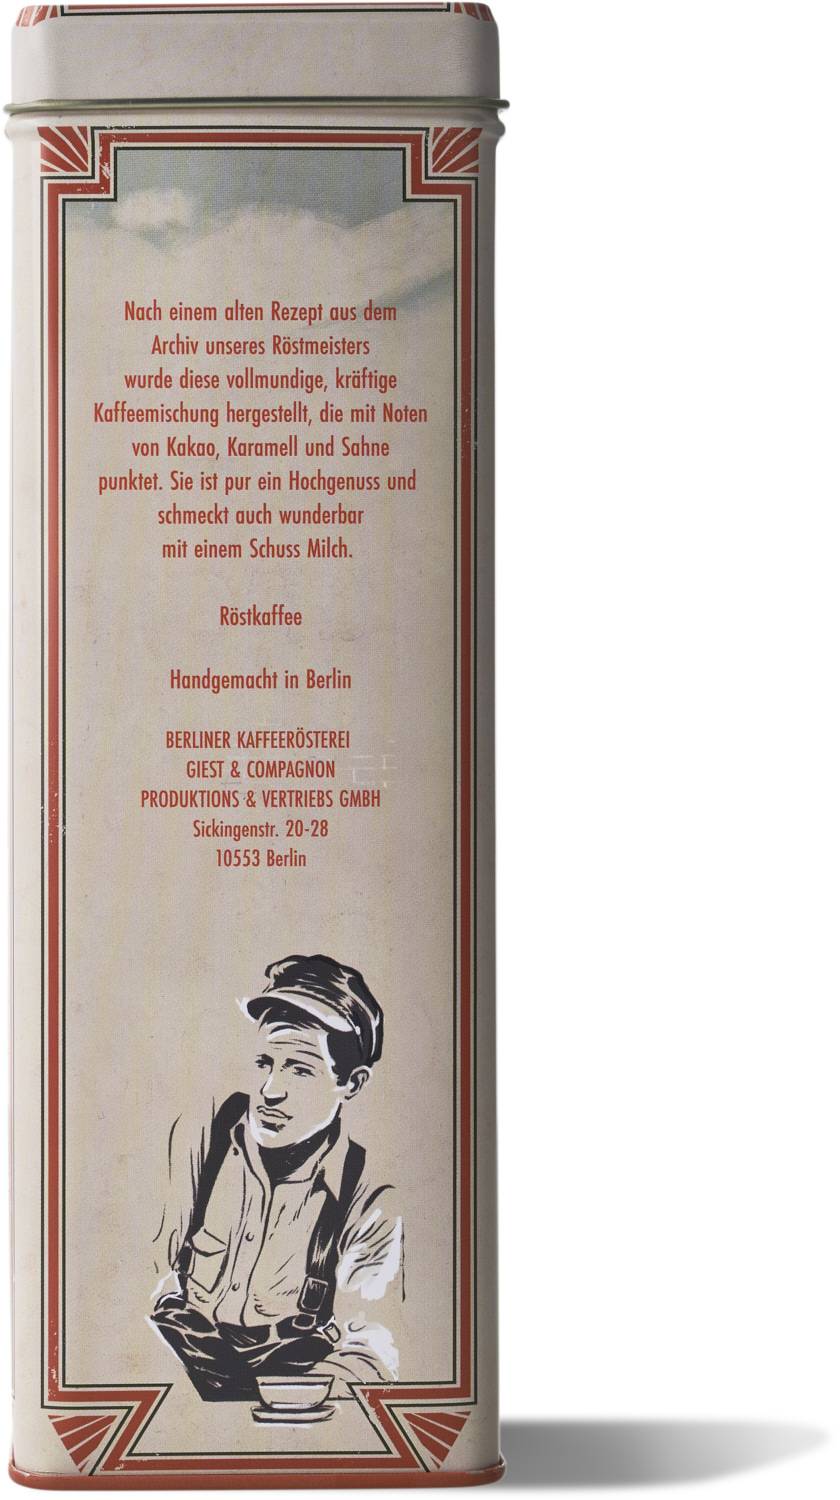 Nach einem alten Rezept aus dem
Archiv unseres Röstmeisters
wurde diese vollmundige, kräftige
Kaffeemischung hergestellt, die mit Noten
von Kakao, Karamell und Sahne
punktet. Sie ist pur ein Hochgenuss und
schmeckt auch wunderbar
mit einem Schuss Milch.
Röstkaffee
Handgemacht in Berlin
BERLINER KAFFEERÖSTEREI
GIEST & COMPAGNON
PRODUKTIONS & VERTRIEBS GMBH
Sickingenstr. 20-28
10553 Berlin